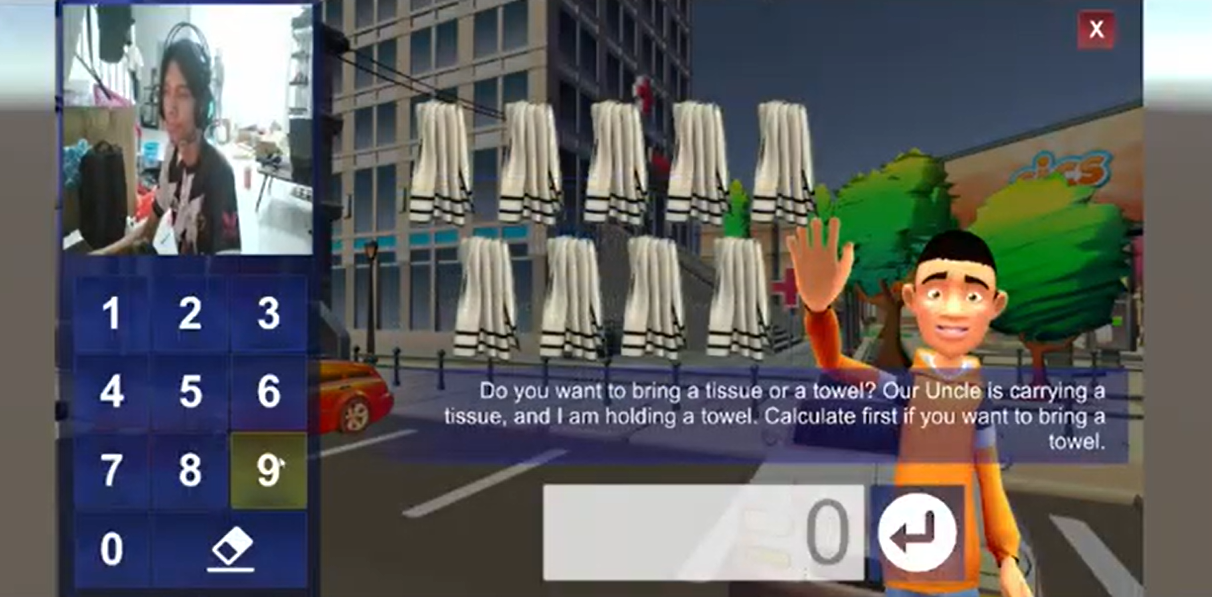 X
1 2 3
4 5 6
7 8 9
0
Do you want to bring a tissue or a towel? Our Uncle is carying a
tissue, and I am holding a towel. Calculate first if you want to bring a
towel.
0